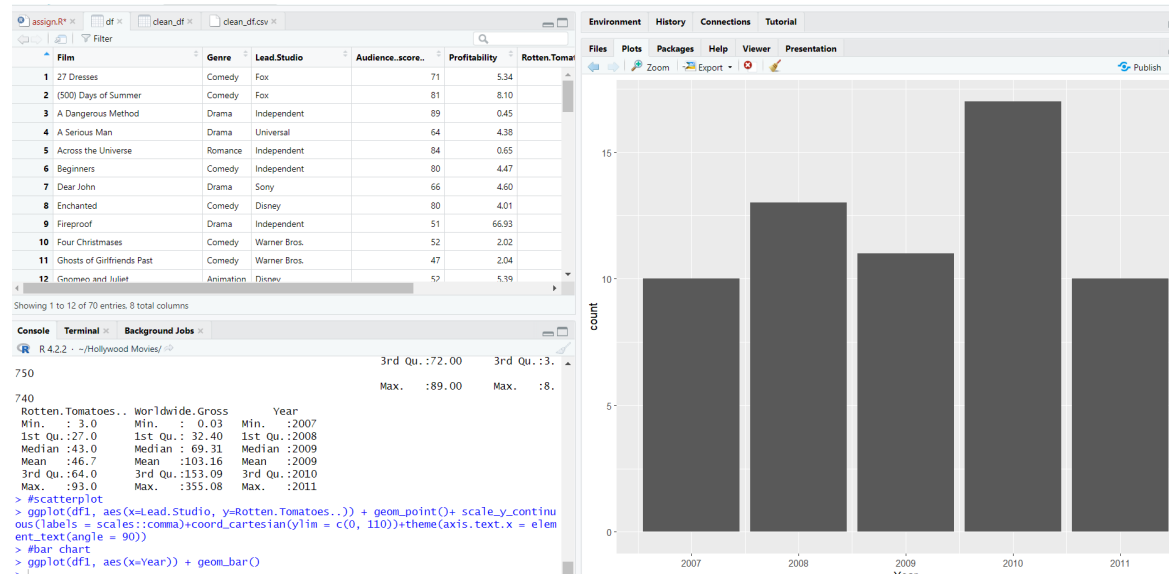 assign.R* × df × clean_df × clean_df.csv ×
Filter
Film Genre Lead.Studio Audience..score.. Profitability Rotten.Tomat
1 27 Dresses Comedy Fox 71 5.34
2 (500) Days of Summer Comedy Fox 81 8.10
3 A Dangerous Method Drama Independent 89 0.45
4 A Serious Man Drama Universal 64 4.38
5 Across the Universe Romance Independent 84 0.65
6 Beginners Comedy Independent 80 4.47
7 Dear John Drama Sony 66 4.60
8 Enchanted Comedy Disney 80 4.01
9 Fireproof Drama Independent 51 66.93
10 Four Christmases Comedy Warner Bros. 52 2.02
11 Ghosts of Girlfriends Past Comedy Warner Bros. 47 2.04
12 Gnomeo and Juliet Animation Disney 52 5.39
Showing 1 to 12 of 70 entries, 8 total columns
Console Terminal × Background Jobs ×
R 4.2.2 · ~/Hollywood Movies/
3rd Qu.:72.00 3rd Qu.:3.
750
Max. :89.00 Max. :8.
740
Rotten.Tomatoes.. Worldwide.Gross Year
Min. : 3.0 Min. : 0.03 Min. :2007
1st Qu.:27.0 1st Qu.: 32.40 1st Qu.:2008
Median :43.0 Median : 69.31 Median :2009
Mean :46.7 Mean :103.16 Mean :2009
3rd Qu.:64.0 3rd Qu.:153.09 3rd Qu.:2010
Max. :93.0 Max. :355.08 Max. :2011
> #scatterplot
> ggplot(df1, aes(x=Lead.Studio, y=Rotten.Tomatoes..)) + geom_point()+ scale_y_continu
ous(labels = scales::comma)+coord_cartesian(ylim = c(0, 110))+theme(axis.text.x = elem
ent_text(angle = 90))
> #bar chart
> ggplot(df1, aes(x=Year)) + geom_bar()
>
Environment History Connections Tutorial
Files Plots Packages Help Viewer Presentation
Zoom Export Publish
count
15
10
5
0
2007 2008 2009 2010 2011
Year